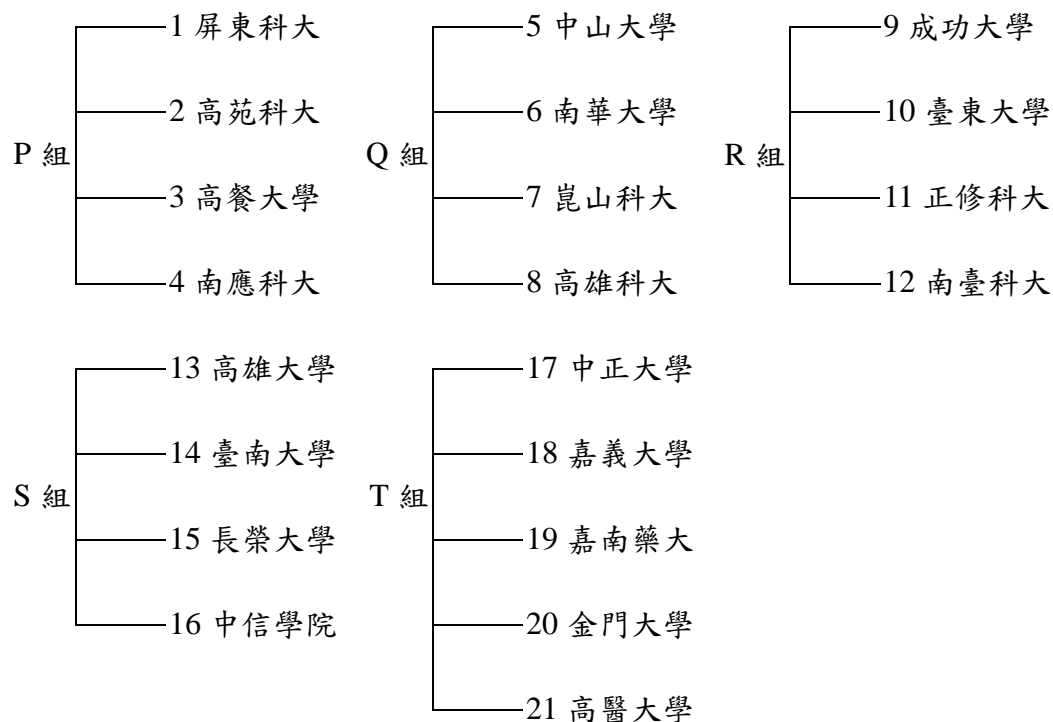 P 組
1 屏東科大
2 高苑科大
3 高餐大學
4 南應科大
Q 組
5 中山大學
6 南華大學
7 崑山科大
8 高雄科大
R 組
9 成功大學
10 臺東大學
11 正修科大
12 南臺科大
S 組
13 高雄大學
14 臺南大學
15 長榮大學
16 中信學院
T 組
17 中正大學
18 嘉義大學
19 嘉南藥大
20 金門大學
21 高醫大學